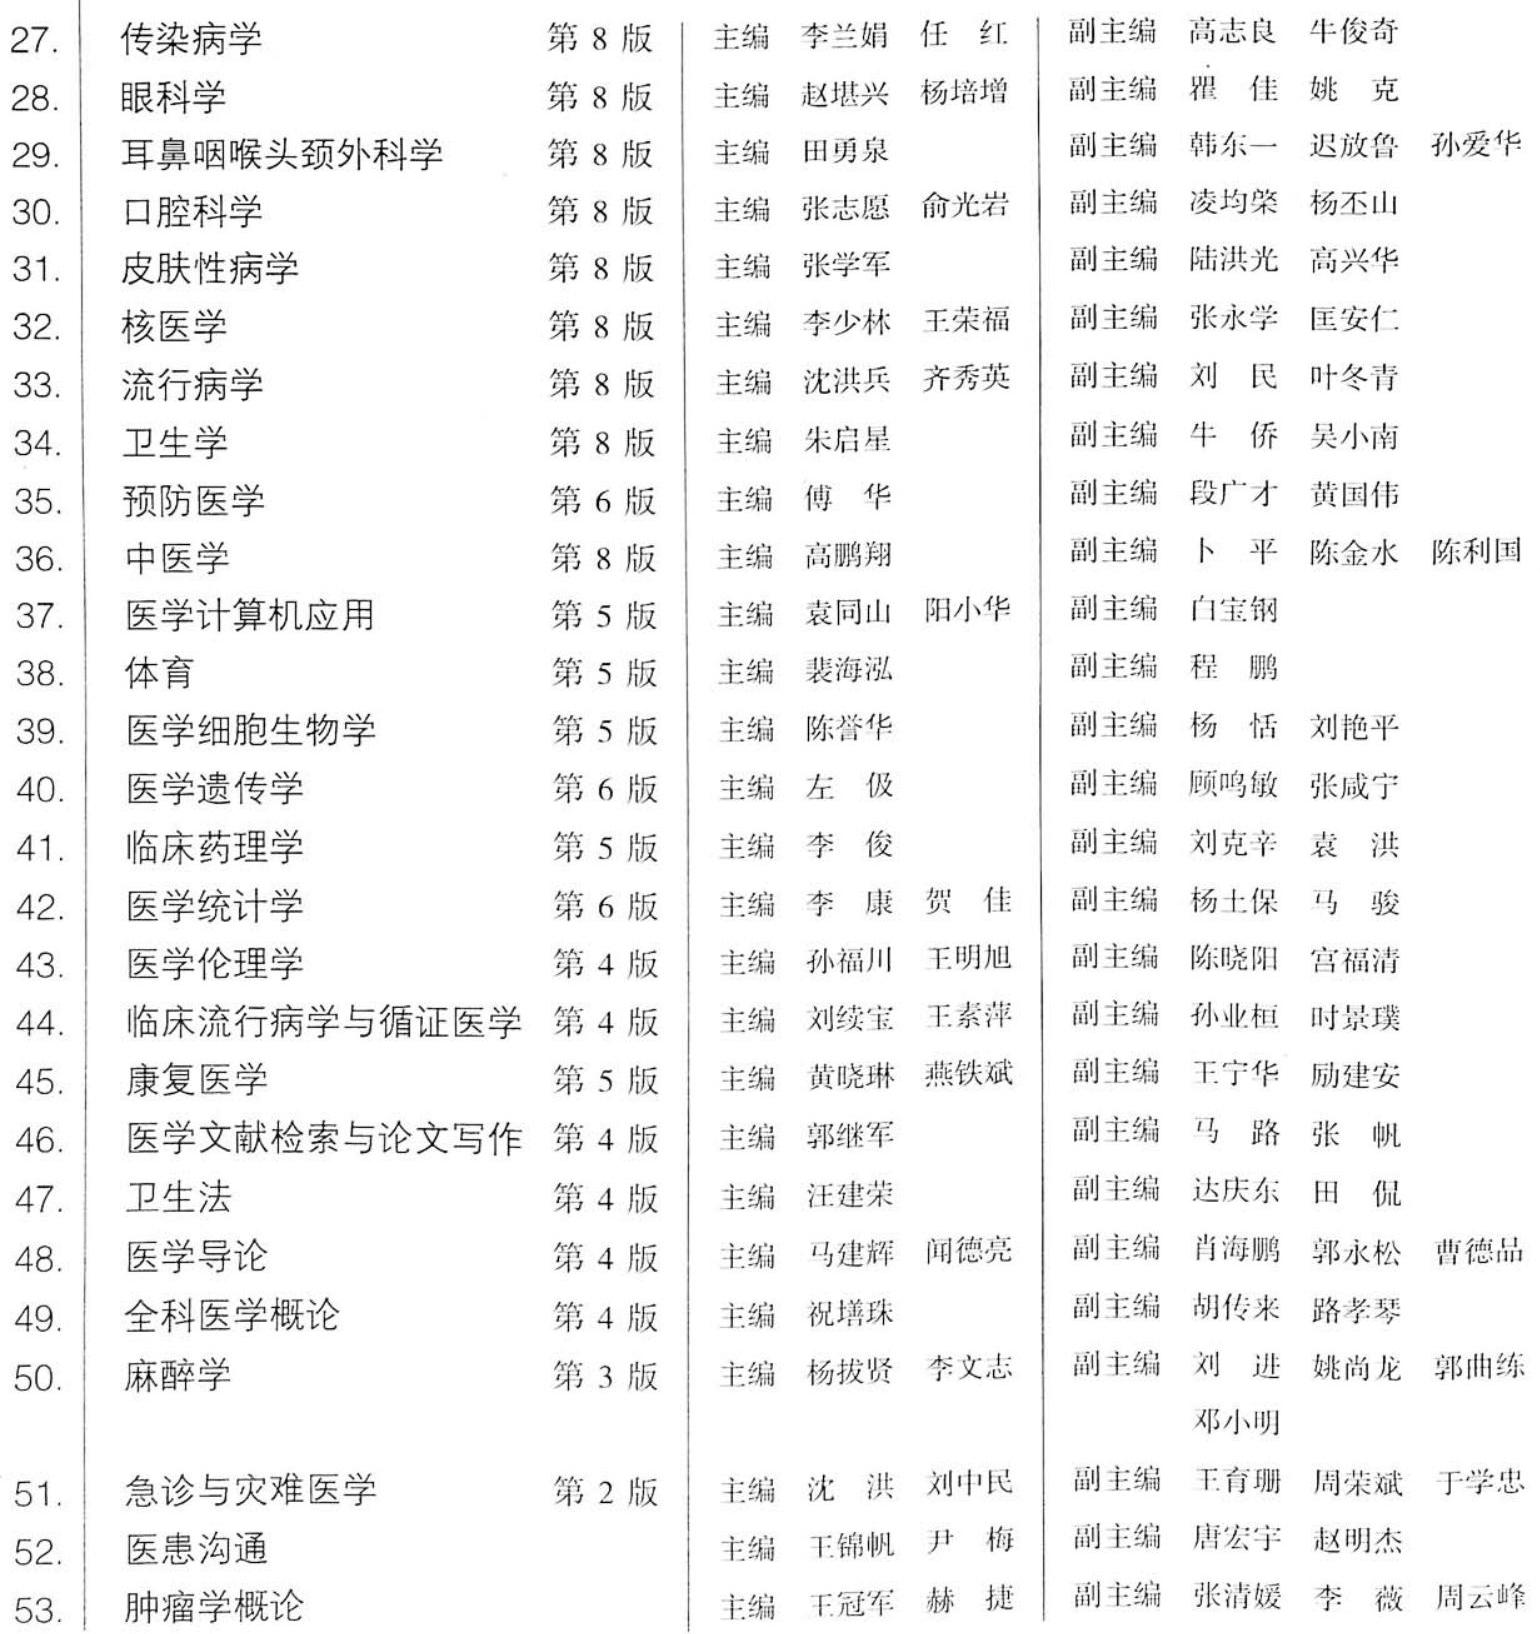 27. 传染病学 第 8 版 主编 李兰娟 任 红 副主编 高志良 牛俊奇
28. 眼科学 第 8 版 主编 赵堪兴 杨培增 副主编 瞿 佳 姚 克
29. 耳鼻咽喉头颈外科学 第 8 版 主编 田勇泉 副主编 韩东一 迟放鲁 孙爱华
30. 口腔科学 第 8 版 主编 张志愿 俞光岩 副主编 凌均棨 杨丕山
31. 皮肤性病学 第 8 版 主编 张学军 副主编 陆洪光 高兴华
32. 核医学 第 8 版 主编 李少林 王荣福 副主编 张永学 匡安仁
33. 流行病学 第 8 版 主编 沈洪兵 齐秀英 副主编 刘 民 叶冬青
34. 卫生学 第 8 版 主编 朱启星 副主编 牛 侨 吴小南
35. 预防医学 第 6 版 主编 傅 华 副主编 段广才 黄国伟
36. 中医学 第 8 版 主编 高鹏翔 副主编 卜 平 陈金水 陈利国
37. 医学计算机应用 第 5 版 主编 袁同山 阳小华 副主编 白宝钢
38. 体育 第 5 版 主编 裴海泓 副主编 程 鹏
39. 医学细胞生物学 第 5 版 主编 陈誉华 副主编 杨 恬 刘艳平
40. 医学遗传学 第 6 版 主编 左 伋 副主编 顾鸣敏 张咸宁
41. 临床药理学 第 5 版 主编 李 俊 副主编 刘克辛 袁 洪
42. 医学统计学 第 6 版 主编 李 康 贺 佳 副主编 杨土保 马 骏
43. 医学伦理学 第 4 版 主编 孙福川 王明旭 副主编 陈晓阳 宫福清
44. 临床流行病学与循证医学 第 4 版 主编 刘续宝 王素萍 副主编 孙业桓 时景璞
45. 康复医学 第 5 版 主编 黄晓琳 燕铁斌 副主编 王宁华 励建安
46. 医学文献检索与论文写作 第 4 版 主编 郭继军 副主编 马 路 张 帆
47. 卫生法 第 4 版 主编 汪建荣 副主编 达庆东 田 侃
48. 医学导论 第 4 版 主编 马建辉 闻德亮 副主编 肖海鹏 郭永松 曹德品
49. 全科医学概论 第 4 版 主编 祝墡珠 副主编 胡传来 路孝琴
50. 麻醉学 第 3 版 主编 杨拔贤 李文志 副主编 刘 进 姚尚龙 郭曲练
邓小明
51. 急诊与灾难医学 第 2 版 主编 沈 洪 刘中民 副主编 王育珊 周荣斌 于学忠
52. 医患沟通 主编 王锦帆 尹 梅 副主编 唐宏宇 赵明杰
53. 肿瘤学概论 主编 王冠军 赫 捷 副主编 张清媛 李 薇 周云峰